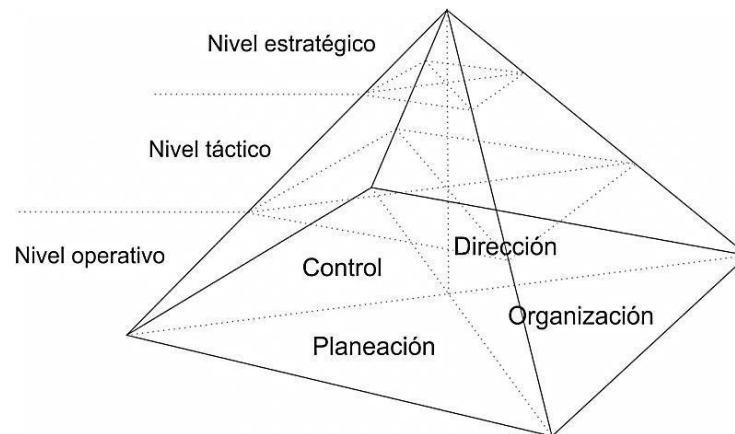 Nivel estratégico
Nivel táctico
Nivel operativo
Dirección
Control
Organización
Planeación